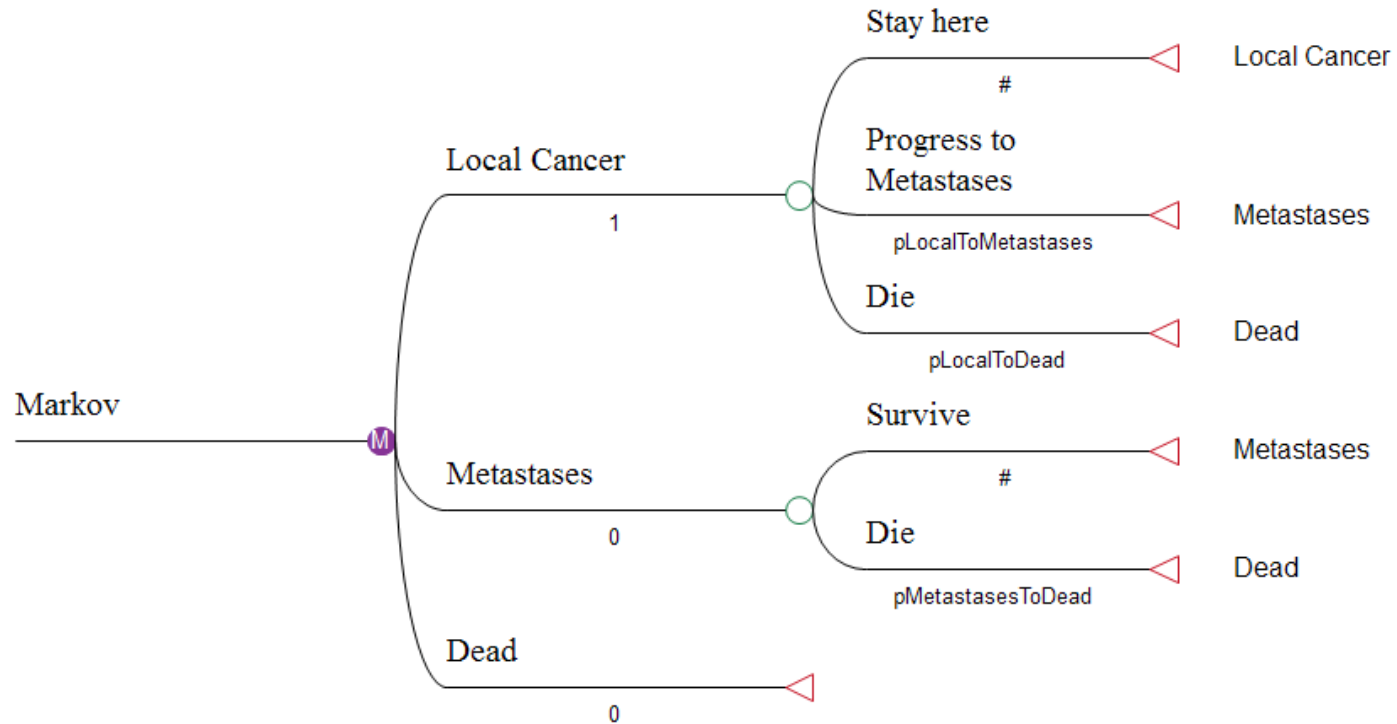 Stay here
Local Cancer
#
Progress to
Metastases
Local Cancer
Metastases
1
pLocalToMetastases
Die
Dead
pLocalToDead
Markov
M
Survive
Metastases
#
Metastases
0
Die
Dead
pMetastasesToDead
Dead
0